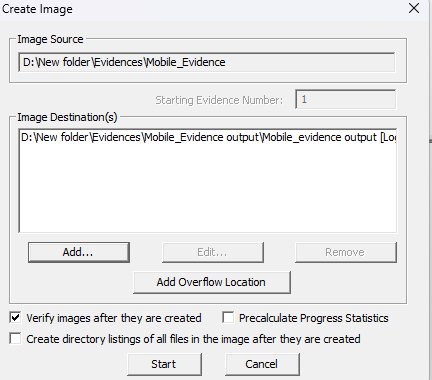 Create Image
Image Source
D:\New folder\Evidences\Mobile_Evidence
Starting Evidence Number: 1
Image Destination(s)
D:\New folder\Evidences\Mobile_Evidence output\Mobile_evidence output [Log
Add... Edit... Remove
Add Overflow Location
Verify images after they are created Precalculate Progress Statistics
Create directory listings of all files in the image after they are created
Start Cancel